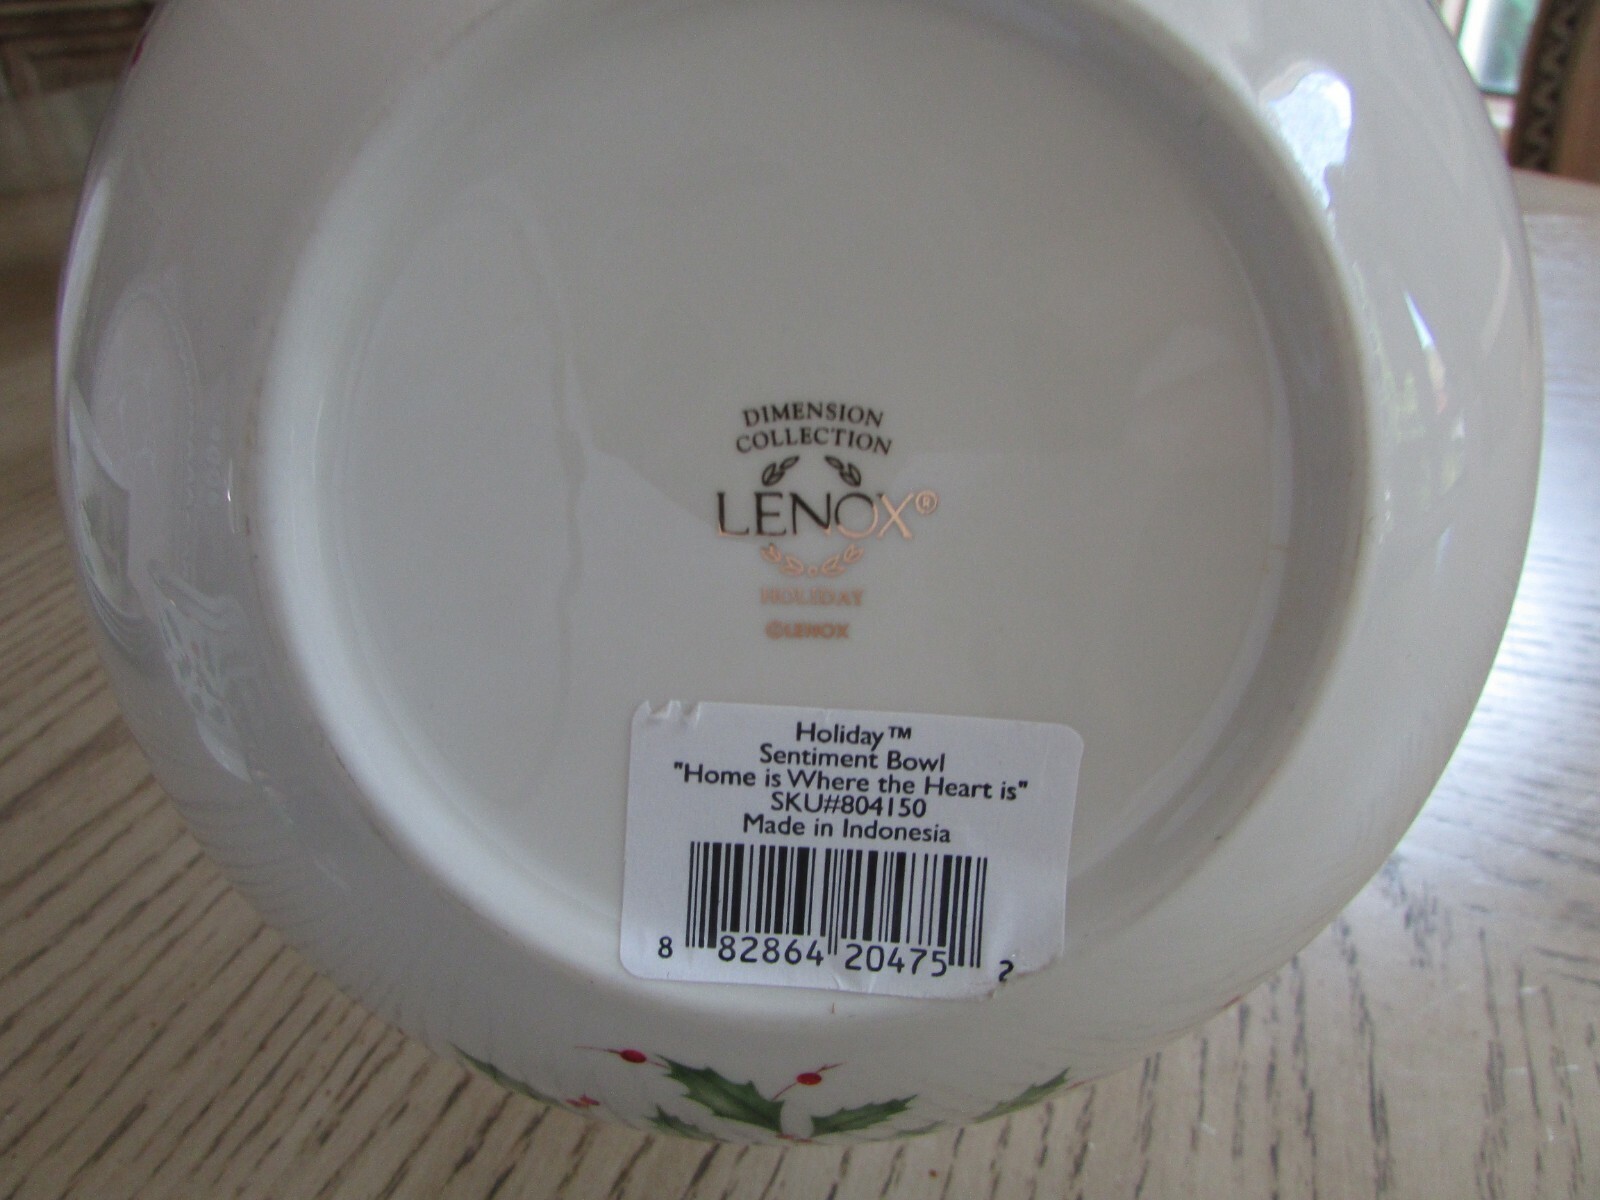 DIMENSION
COLLECTION
LENOX®
HOLIDAY
©LENOX
Holiday™
Sentiment Bowl
"Home is Where the Heart is"
SKU#804150
Made in Indonesia
8 82864 20475 2